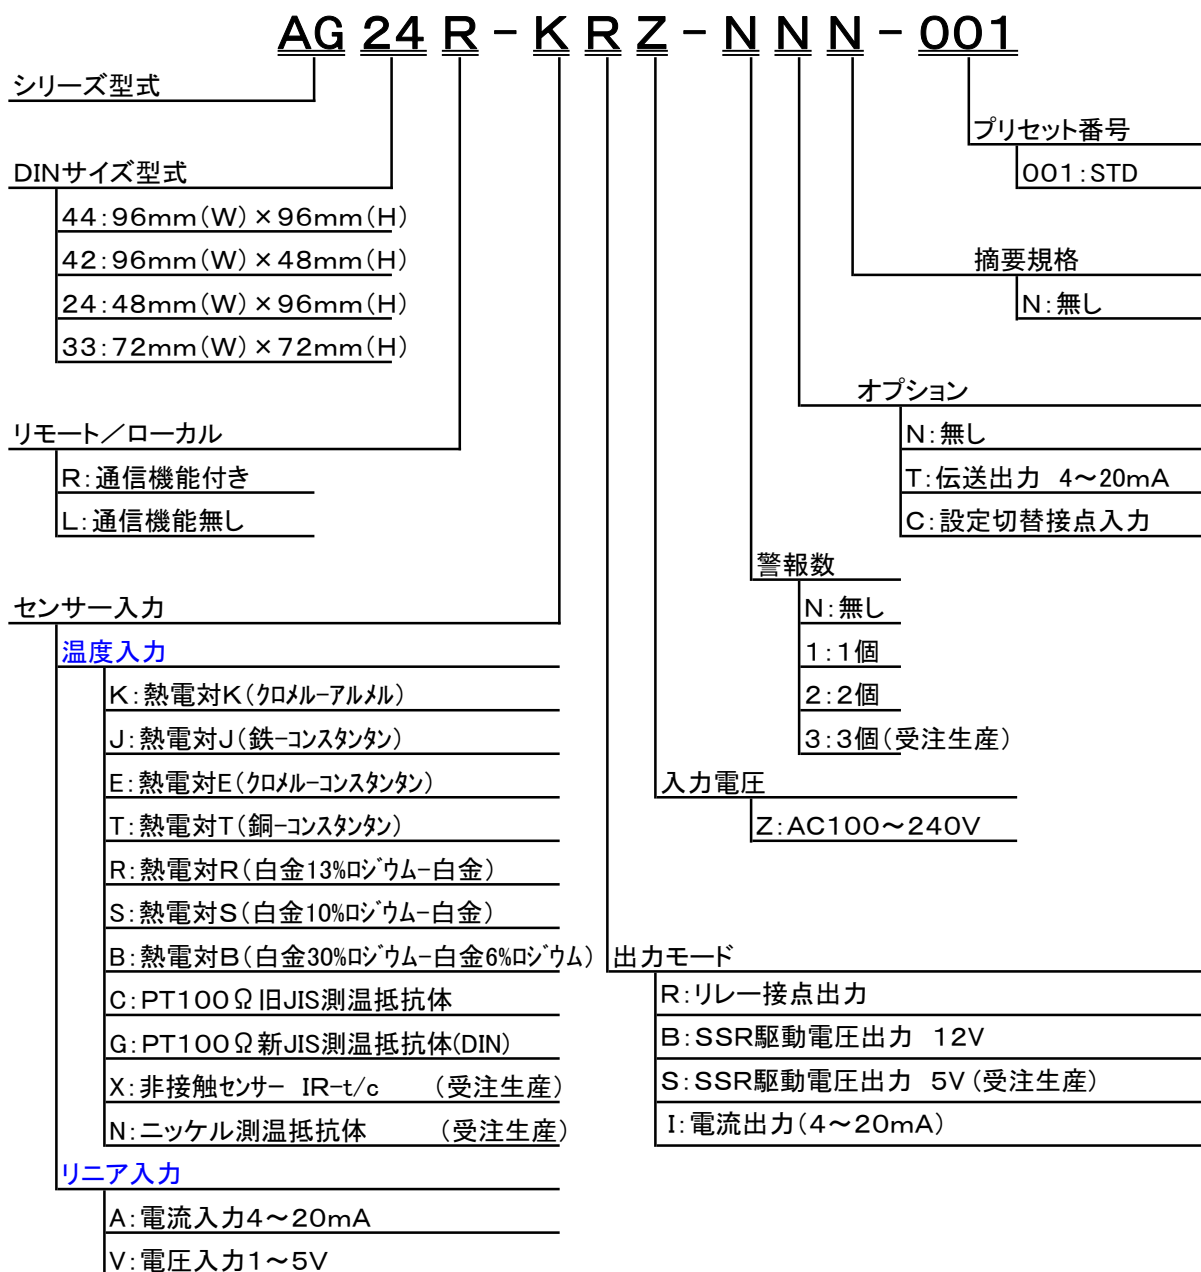 AG24R-KRZ-NNN-001
シリーズ型式
DINサイズ型式
44:96mm(W)×96mm(H)
42:96mm(W)×48mm(H)
24:48mm(W)×96mm(H)
33:72mm(W)×72mm(H)
リモート/ローカル
R:通信機能付き
L:通信機能無し
センサー入力
温度入力
K:熱電対K(クロメルーアルメル)
J:熱電対J(鉄-コンスタンタン)
E:熱電対E(クロメルーコンスタンタン)
T:熱電対T(銅-コンスタンタン)
R:熱電対R(白金13%ロジウム-白金)
S:熱電対S(白金10%ロジウム-白金)
B:熱電対B(白金30%ロジウム-白金6%ロジウム)
C:PT100Ω旧JIS測温抵抗体
G:PT100Ω新JIS測温抵抗体(DIN)
X:非接触センサー IR-t/c (受注生産)
N:ニッケル測温抵抗体 (受注生産)
リニア入力
A:電流入力4~20mA
V:電圧入力1~5V
プリセット番号
001:STD
摘要規格
N:無し
オプション
N:無し
T:伝送出力 4~20mA
C:設定切替接点入力
警報数
N:無し
1:1個
2:2個
3:3個(受注生産)
入力電圧
Z:AC100~240V
出力モード
R:リレー接点出力
B:SSR駆動電圧出力 12V
S:SSR駆動電圧出力 5V(受注生産)
I:電流出力(4~20mA)